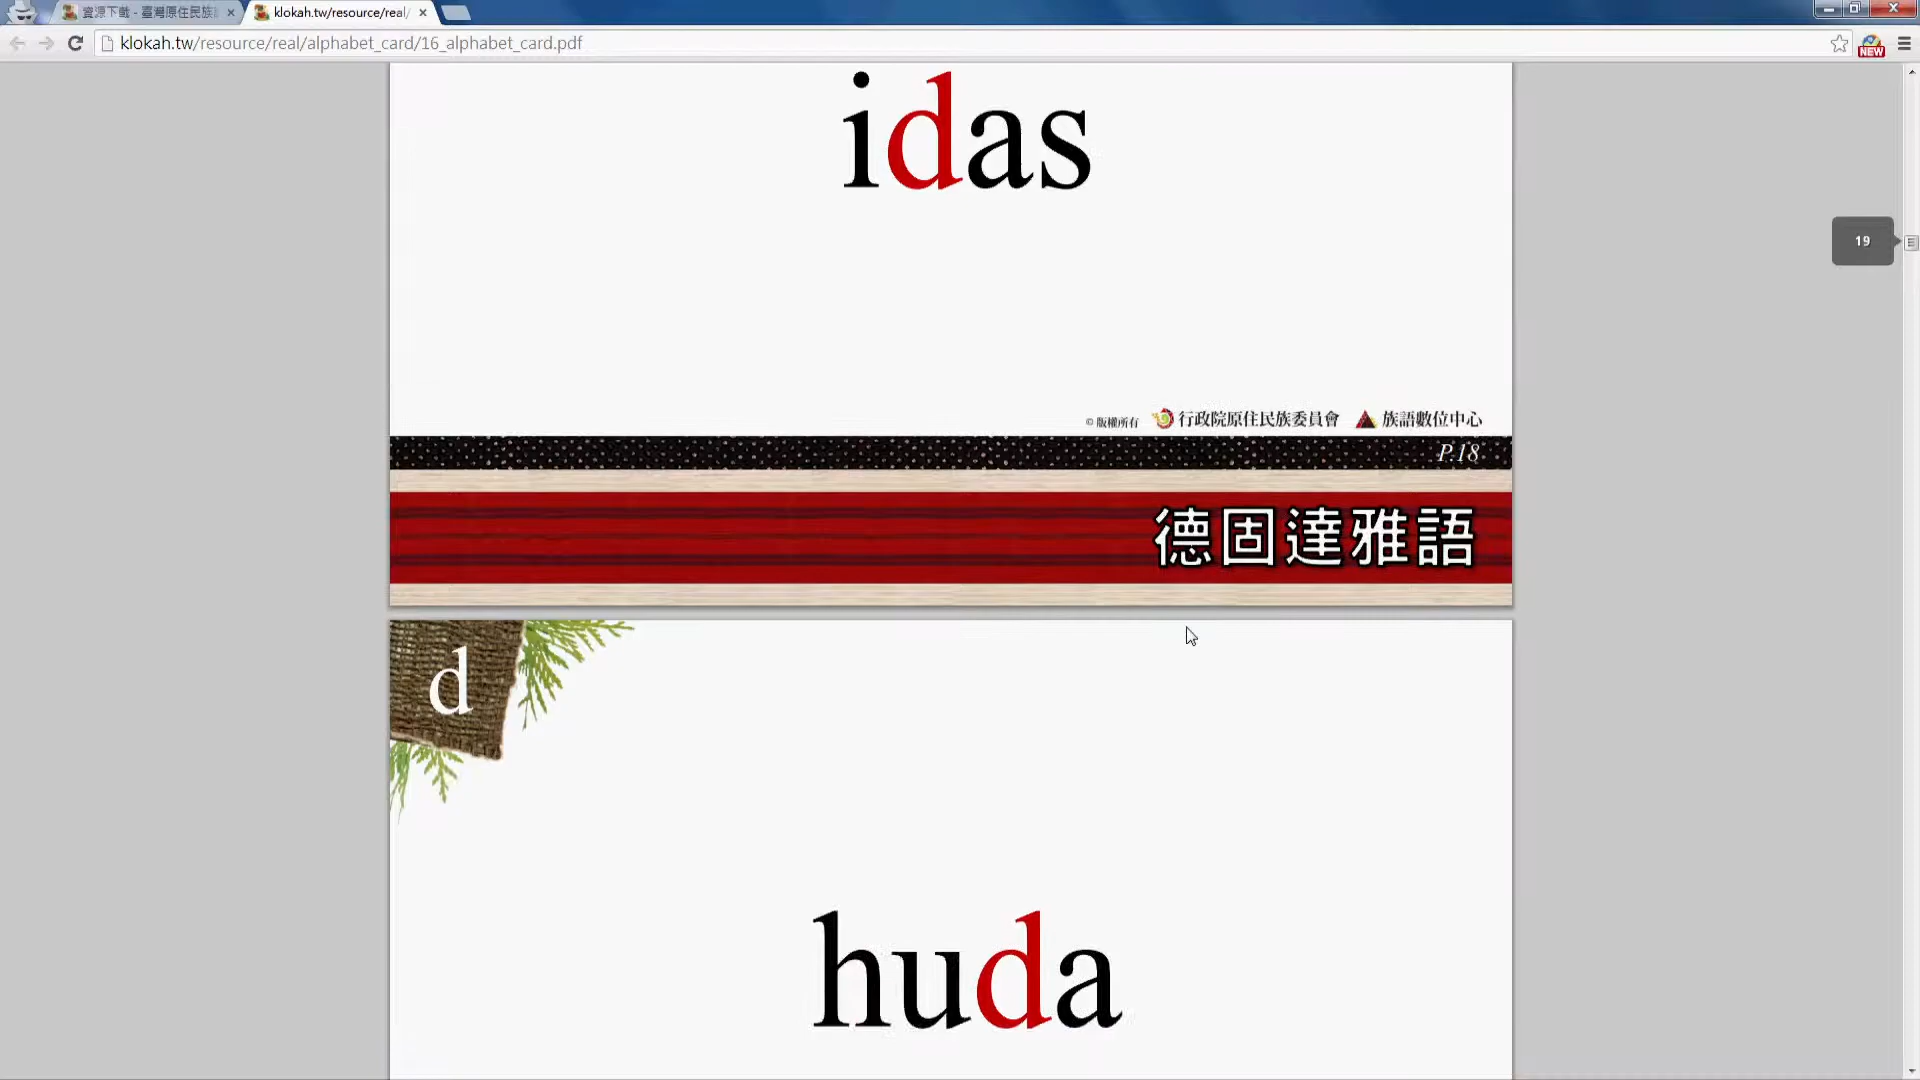 資源下載 - 臺灣原住民族
klokah.tw/resource/real/
klokah.tw/resource/real/alphabet_card/16_alphabet_card.pdf
NEW
idas
19
© 版權所有 行政院原住民族委員會 族語數位中心
P.18
德固達雅語
d
huda